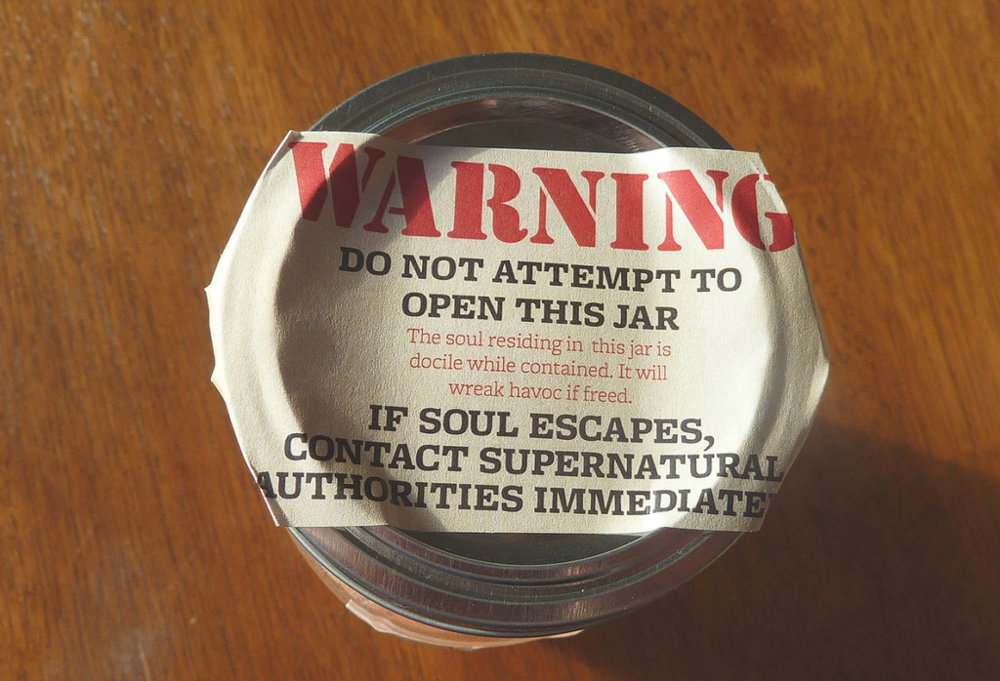 WARNING
DO NOT ATTEMPT TO
OPEN THIS JAR
The soul residing in this jar is
docile while contained. It will
wreak havoc if freed.
IF SOUL ESCAPES,
CONTACT SUPERNATURAL
AUTHORITIES IMMEDIATE